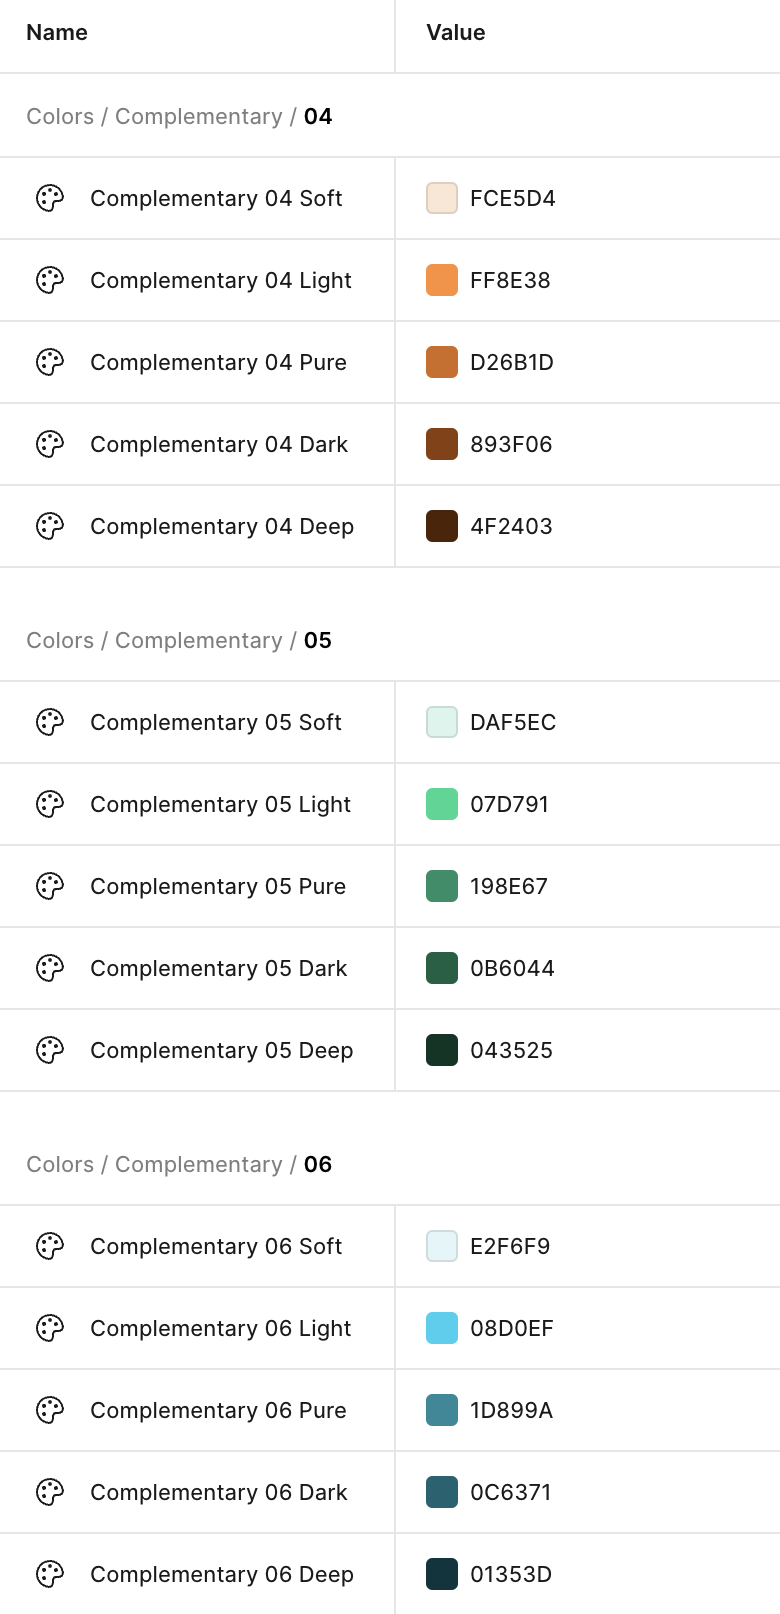 Name Value
Colors / Complementary / 04
Complementary 04 Soft FCE5D4
Complementary 04 Light FF8E38
Complementary 04 Pure D26B1D
Complementary 04 Dark 893F06
Complementary 04 Deep 4F2403
Colors / Complementary / 05
Complementary 05 Soft DAF5EC
Complementary 05 Light 07D791
Complementary 05 Pure 198E67
Complementary 05 Dark 0B6044
Complementary 05 Deep 043525
Colors / Complementary / 06
Complementary 06 Soft E2F6F9
Complementary 06 Light 08D0EF
Complementary 06 Pure 1D899A
Complementary 06 Dark 0C6371
Complementary 06 Deep 01353D